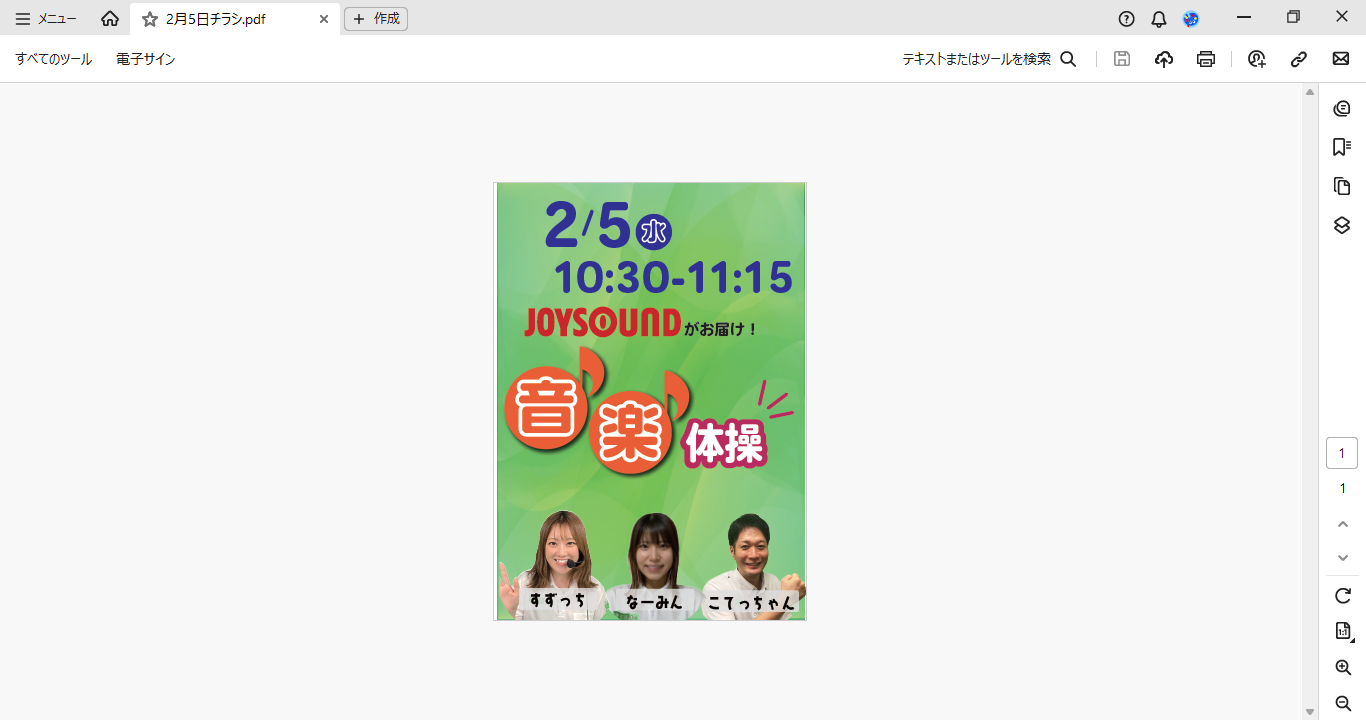 メニュー
2月5日チラシ.pdf
作成
すべてのツール
電子サイン
テキストまたはツールを検索
2/5水
10:30-11:15
JOYSOUNDがお届け！
音楽体操
すずっち
なーみん
こてっちゃん
1
1
1:1